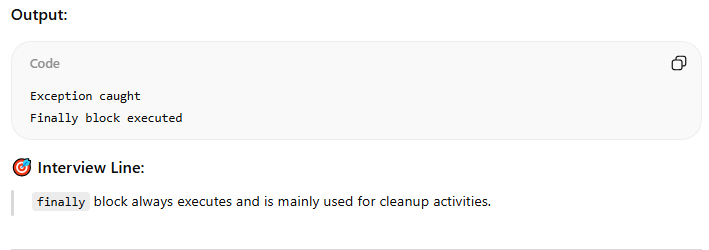 Output:
Code
Exception caught
Finally block executed
🎯 Interview Line:
finally block always executes and is mainly used for cleanup activities.